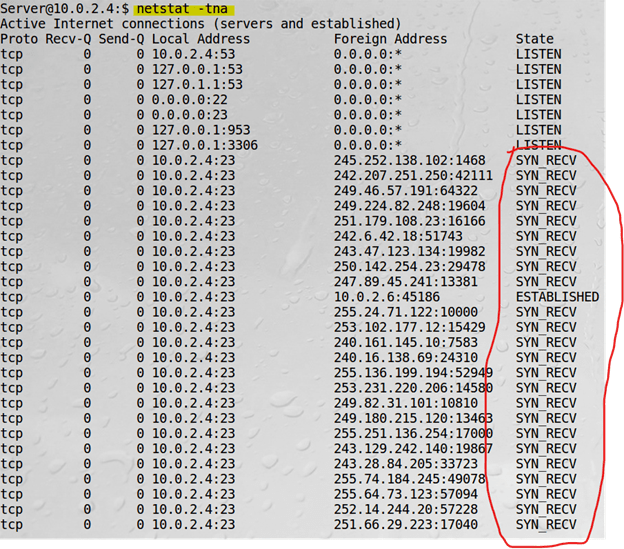 Server@10.0.2.4:$ netstat -tna
Active Internet connections (servers and established)
Proto Recv-Q Send-Q Local Address Foreign Address State
tcp 0 0 10.0.2.4:53 0.0.0.0:* LISTEN
tcp 0 0 127.0.0.1:53 0.0.0.0:* LISTEN
tcp 0 0 127.0.1.1:53 0.0.0.0:* LISTEN
tcp 0 0 0.0.0.0:22 0.0.0.0:* LISTEN
tcp 0 0 0.0.0.0:23 0.0.0.0:* LISTEN
tcp 0 0 127.0.0.1:953 0.0.0.0:* LISTEN
tcp 0 0 127.0.0.1:3306 0.0.0.0:* LISTEN
tcp 0 0 10.0.2.4:23 245.252.138.102:1468 SYN_RECV
tcp 0 0 10.0.2.4:23 242.207.251.250:42111 SYN_RECV
tcp 0 0 10.0.2.4:23 249.46.57.191:64322 SYN_RECV
tcp 0 0 10.0.2.4:23 249.224.82.248:19604 SYN_RECV
tcp 0 0 10.0.2.4:23 251.179.108.23:16166 SYN_RECV
tcp 0 0 10.0.2.4:23 242.6.42.18:51743 SYN_RECV
tcp 0 0 10.0.2.4:23 243.47.123.134:19982 SYN_RECV
tcp 0 0 10.0.2.4:23 250.142.254.23:29478 SYN_RECV
tcp 0 0 10.0.2.4:23 247.89.45.241:13381 SYN_RECV
tcp 0 0 10.0.2.4:23 10.0.2.6:45186 ESTABLISHED
tcp 0 0 10.0.2.4:23 255.24.71.122:10000 SYN_RECV
tcp 0 0 10.0.2.4:23 253.102.177.12:15429 SYN_RECV
tcp 0 0 10.0.2.4:23 240.161.145.10:7583 SYN_RECV
tcp 0 0 10.0.2.4:23 240.16.138.69:24310 SYN_RECV
tcp 0 0 10.0.2.4:23 255.136.199.194:52949 SYN_RECV
tcp 0 0 10.0.2.4:23 253.231.220.206:14580 SYN_RECV
tcp 0 0 10.0.2.4:23 249.82.31.101:10810 SYN_RECV
tcp 0 0 10.0.2.4:23 249.180.215.120:13463 SYN_RECV
tcp 0 0 10.0.2.4:23 255.251.136.254:17000 SYN_RECV
tcp 0 0 10.0.2.4:23 243.129.242.140:19867 SYN_RECV
tcp 0 0 10.0.2.4:23 243.28.84.205:33723 SYN_RECV
tcp 0 0 10.0.2.4:23 255.74.184.245:49078 SYN_RECV
tcp 0 0 10.0.2.4:23 255.64.73.123:57094 SYN_RECV
tcp 0 0 10.0.2.4:23 252.14.244.20:57228 SYN_RECV
tcp 0 0 10.0.2.4:23 251.66.29.223:17040 SYN_RECV